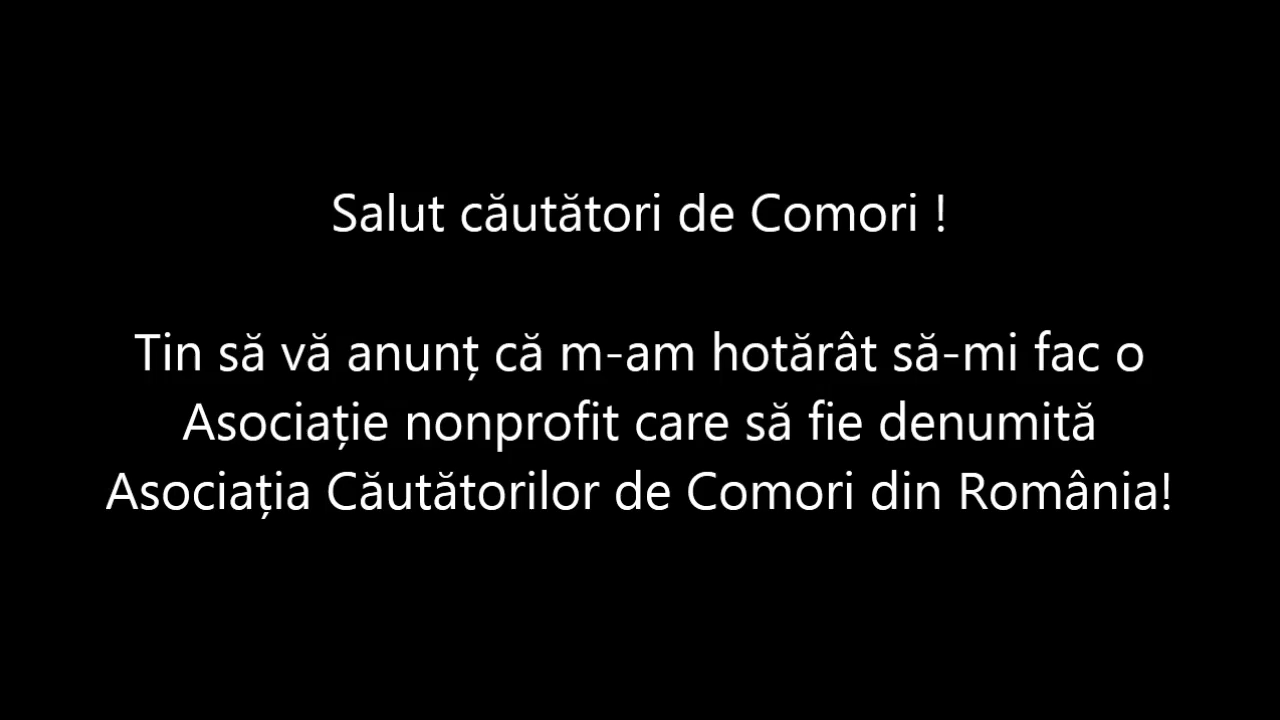 Salut căutători de Comori !
Tin să vă anunț că m-am hotărât să-mi fac o
Asociație nonprofit care să fie denumită
Asociația Căutătorilor de Comori din România!